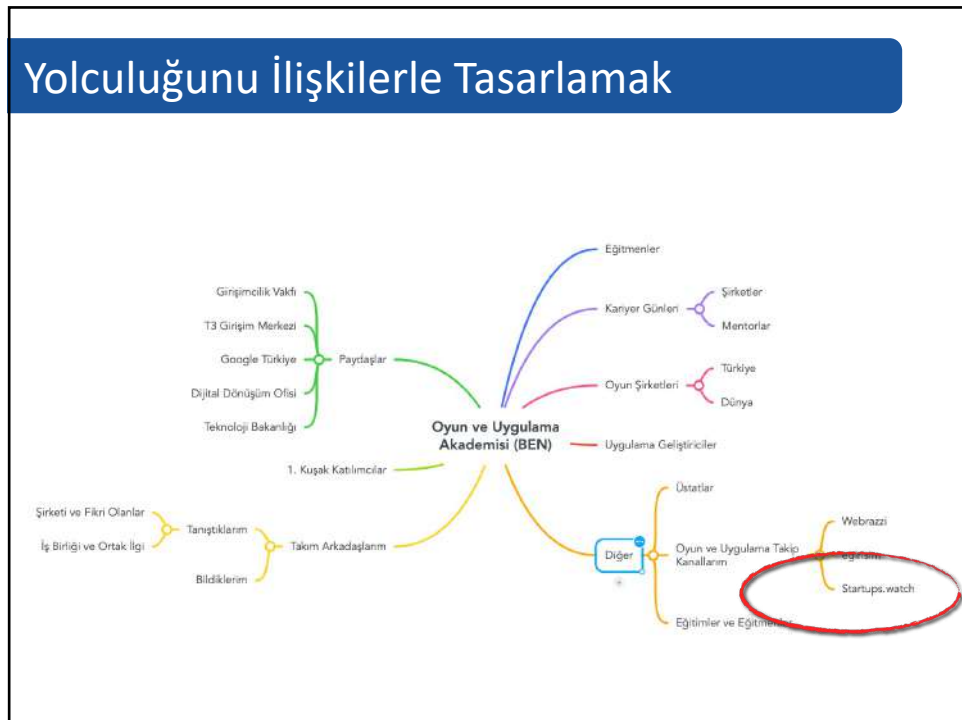 Yolculuğunu İlişkilerle Tasarlamak
Eğitmenler
Girişimcilik Vakfı
Şirketler
Kariyer Günleri
T3 Girişim Merkezi
Mentorlar
Google Türkiye
Paydaşlar
Türkiye
Oyun Şirketleri
Dijital Dönüşüm Ofisi
Dünya
Teknoloji Bakanlığı
Oyun ve Uygulama
Akademisi (BEN)
Uygulama Geliştiriciler
1. Kuşak Katılımcılar
Üstatlar
Şirketi ve Fikri Olanlar
Tanıştıklarım
Webrazzi
İş Birliği ve Ortak İlgi
Takım Arkadaşlarım
Diğer
Oyun ve Uygulama Takip
Kanallarım
Bildiklerim
Startups.watch
Eğitimler ve Eğitmenler